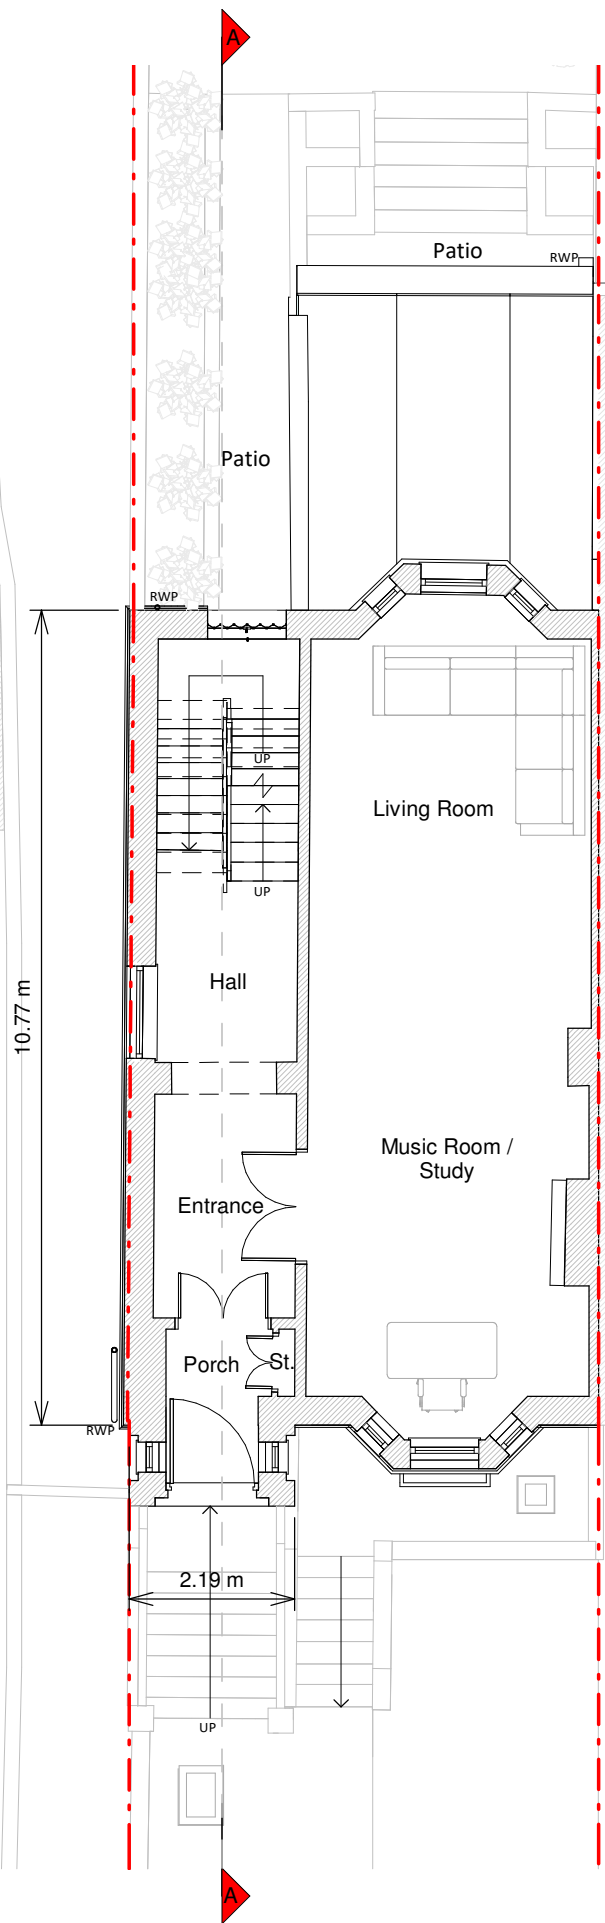 A
Patio
RWP
Patio
RWP
UP
Living Room
UP
Hall
10.77 m
Music Room /
Study
Entrance
Porch
St.
RWP
2.19 m
UP
A